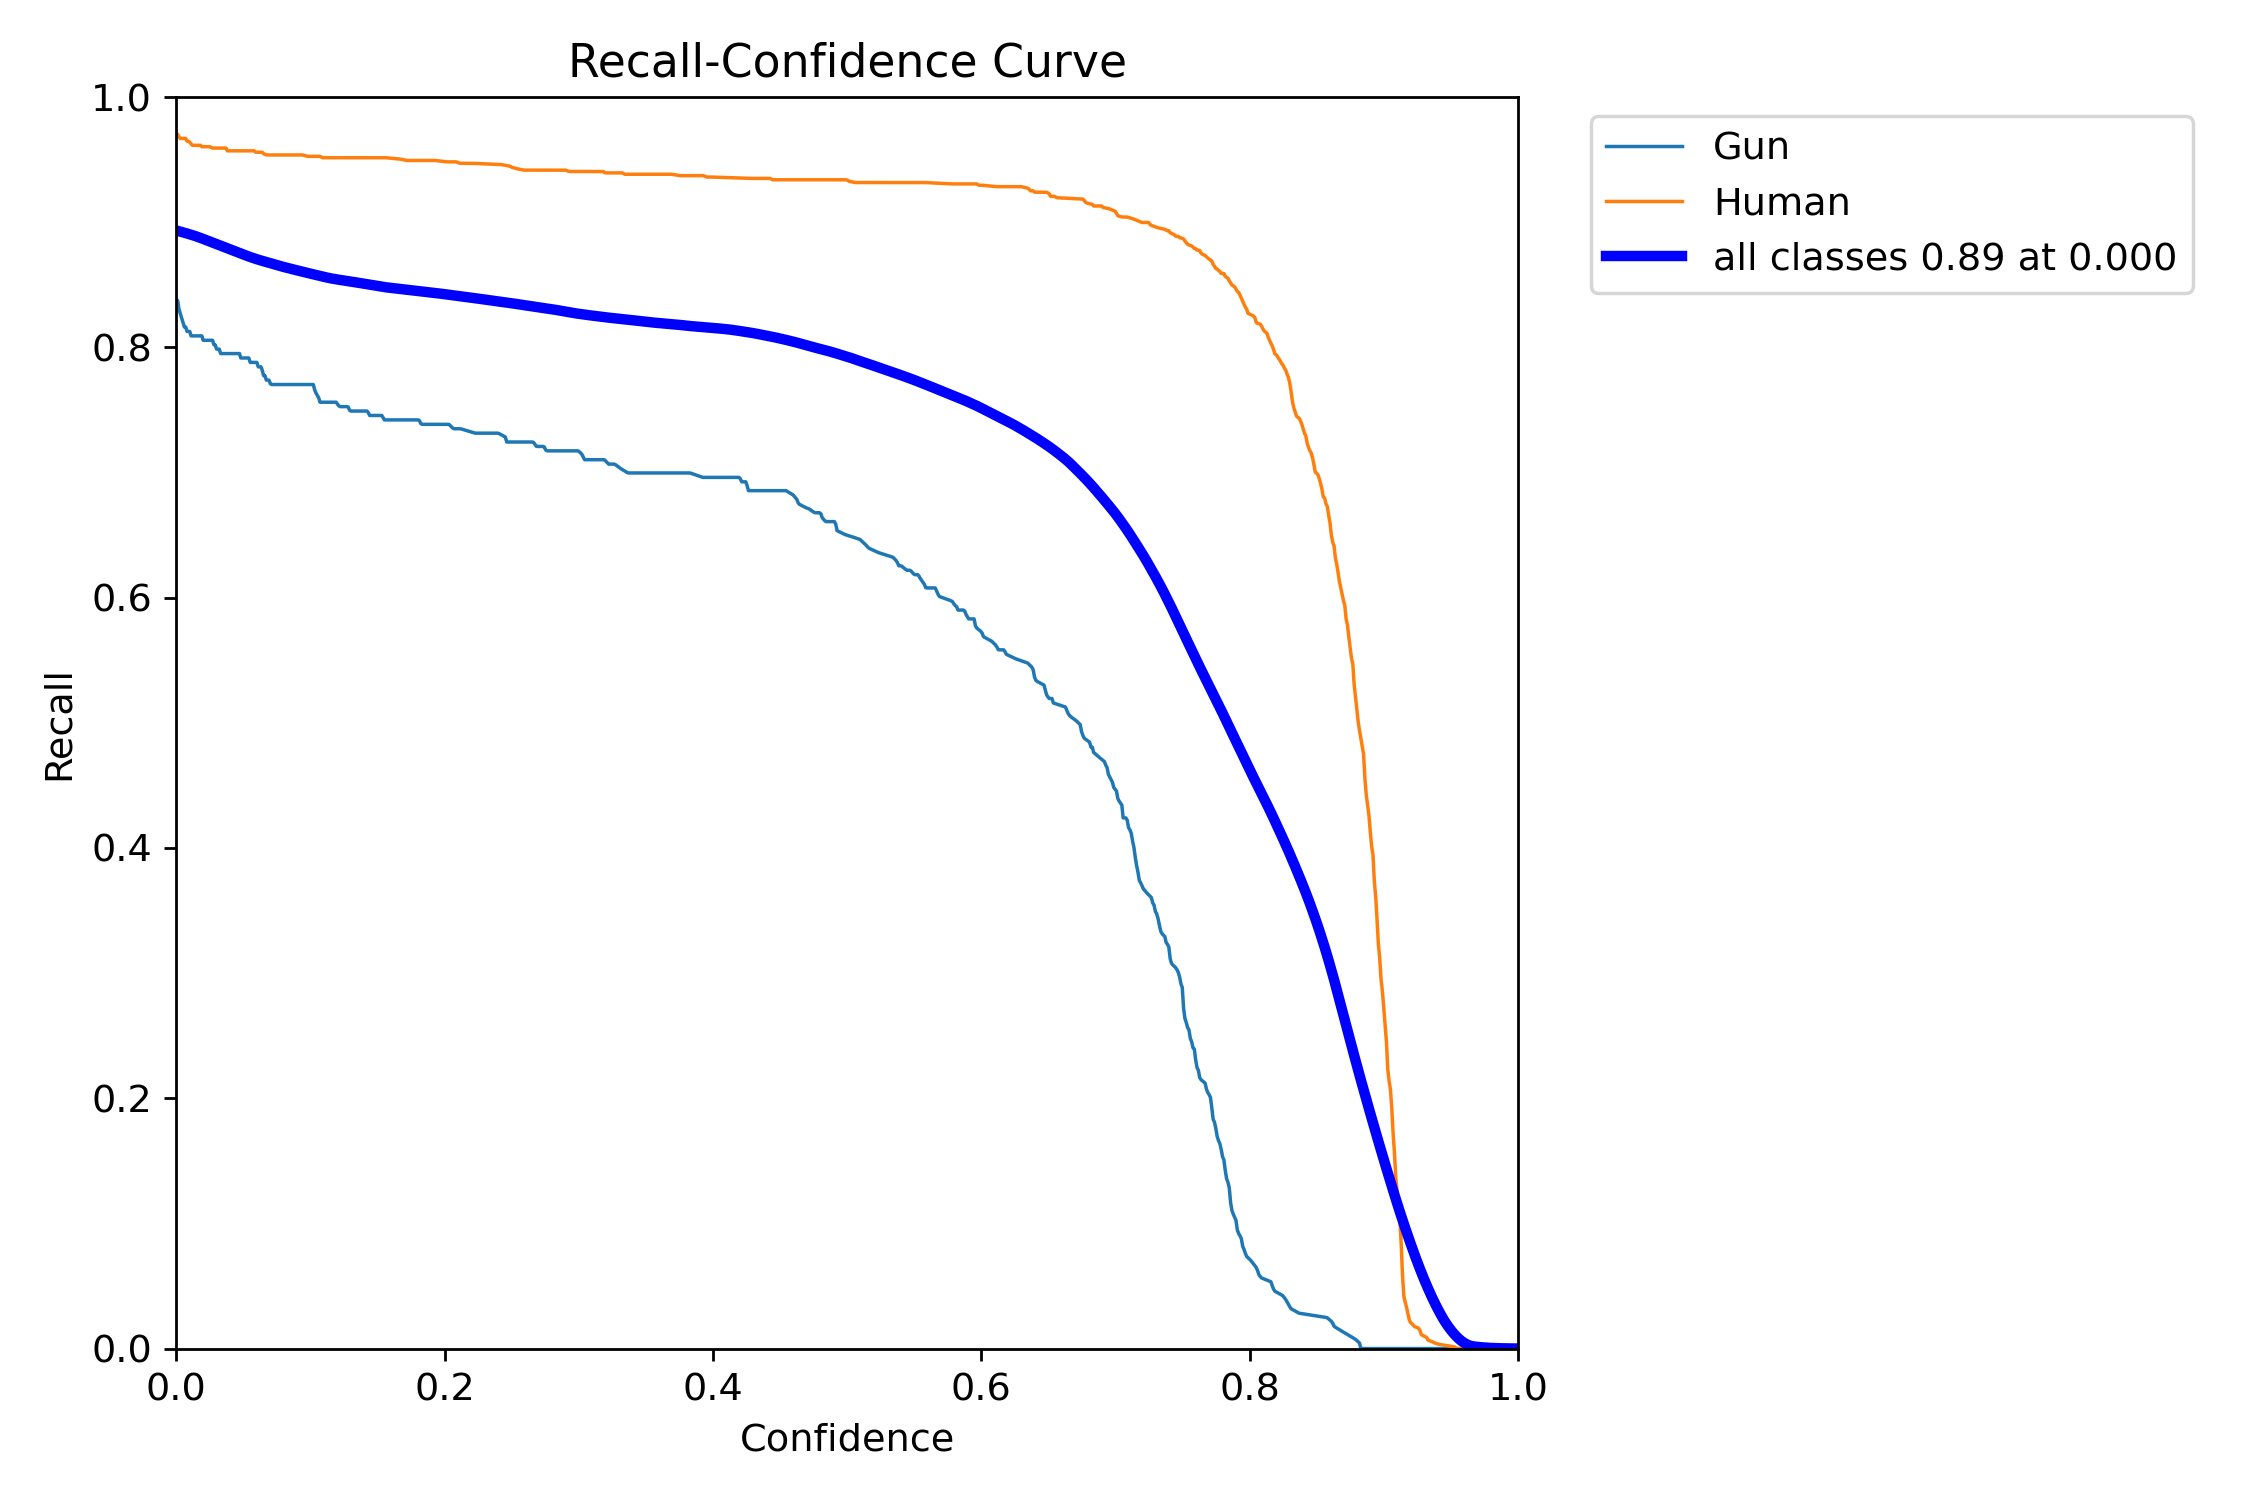 Recall-Confidence Curve
1.0
0.8
0.6
0.4
0.2
0.0
Recall
0.0 0.2 0.4 0.6 0.8 1.0
Confidence
Gun
Human
all classes 0.89 at 0.000